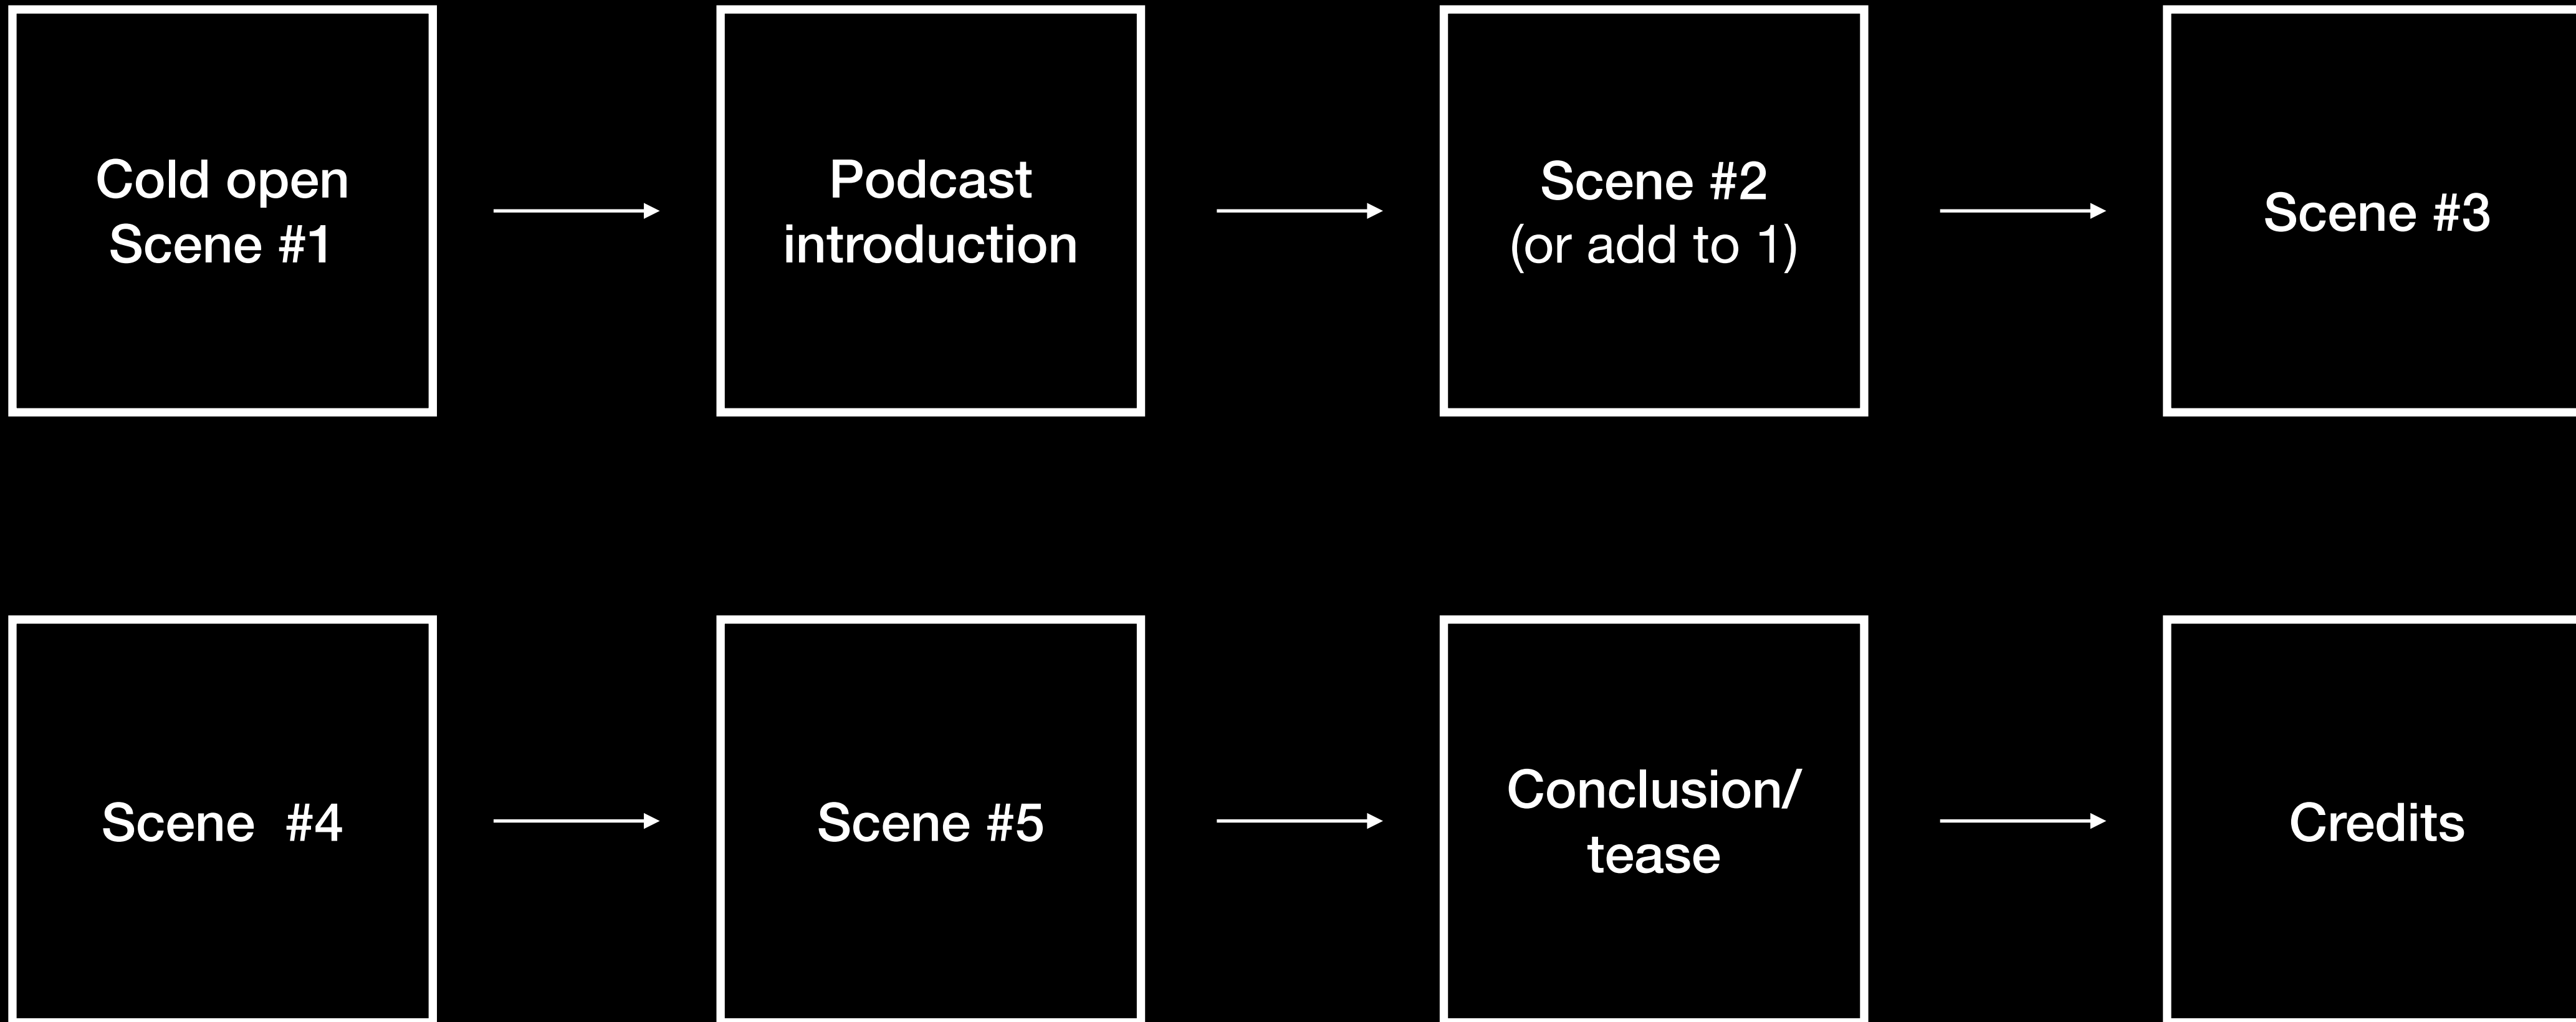 Cold open
Scene #1
Podcast
introduction
Scene #2
(or add to 1)
Scene #3
Scene  #4
Scene #5
Conclusion/
tease
Credits